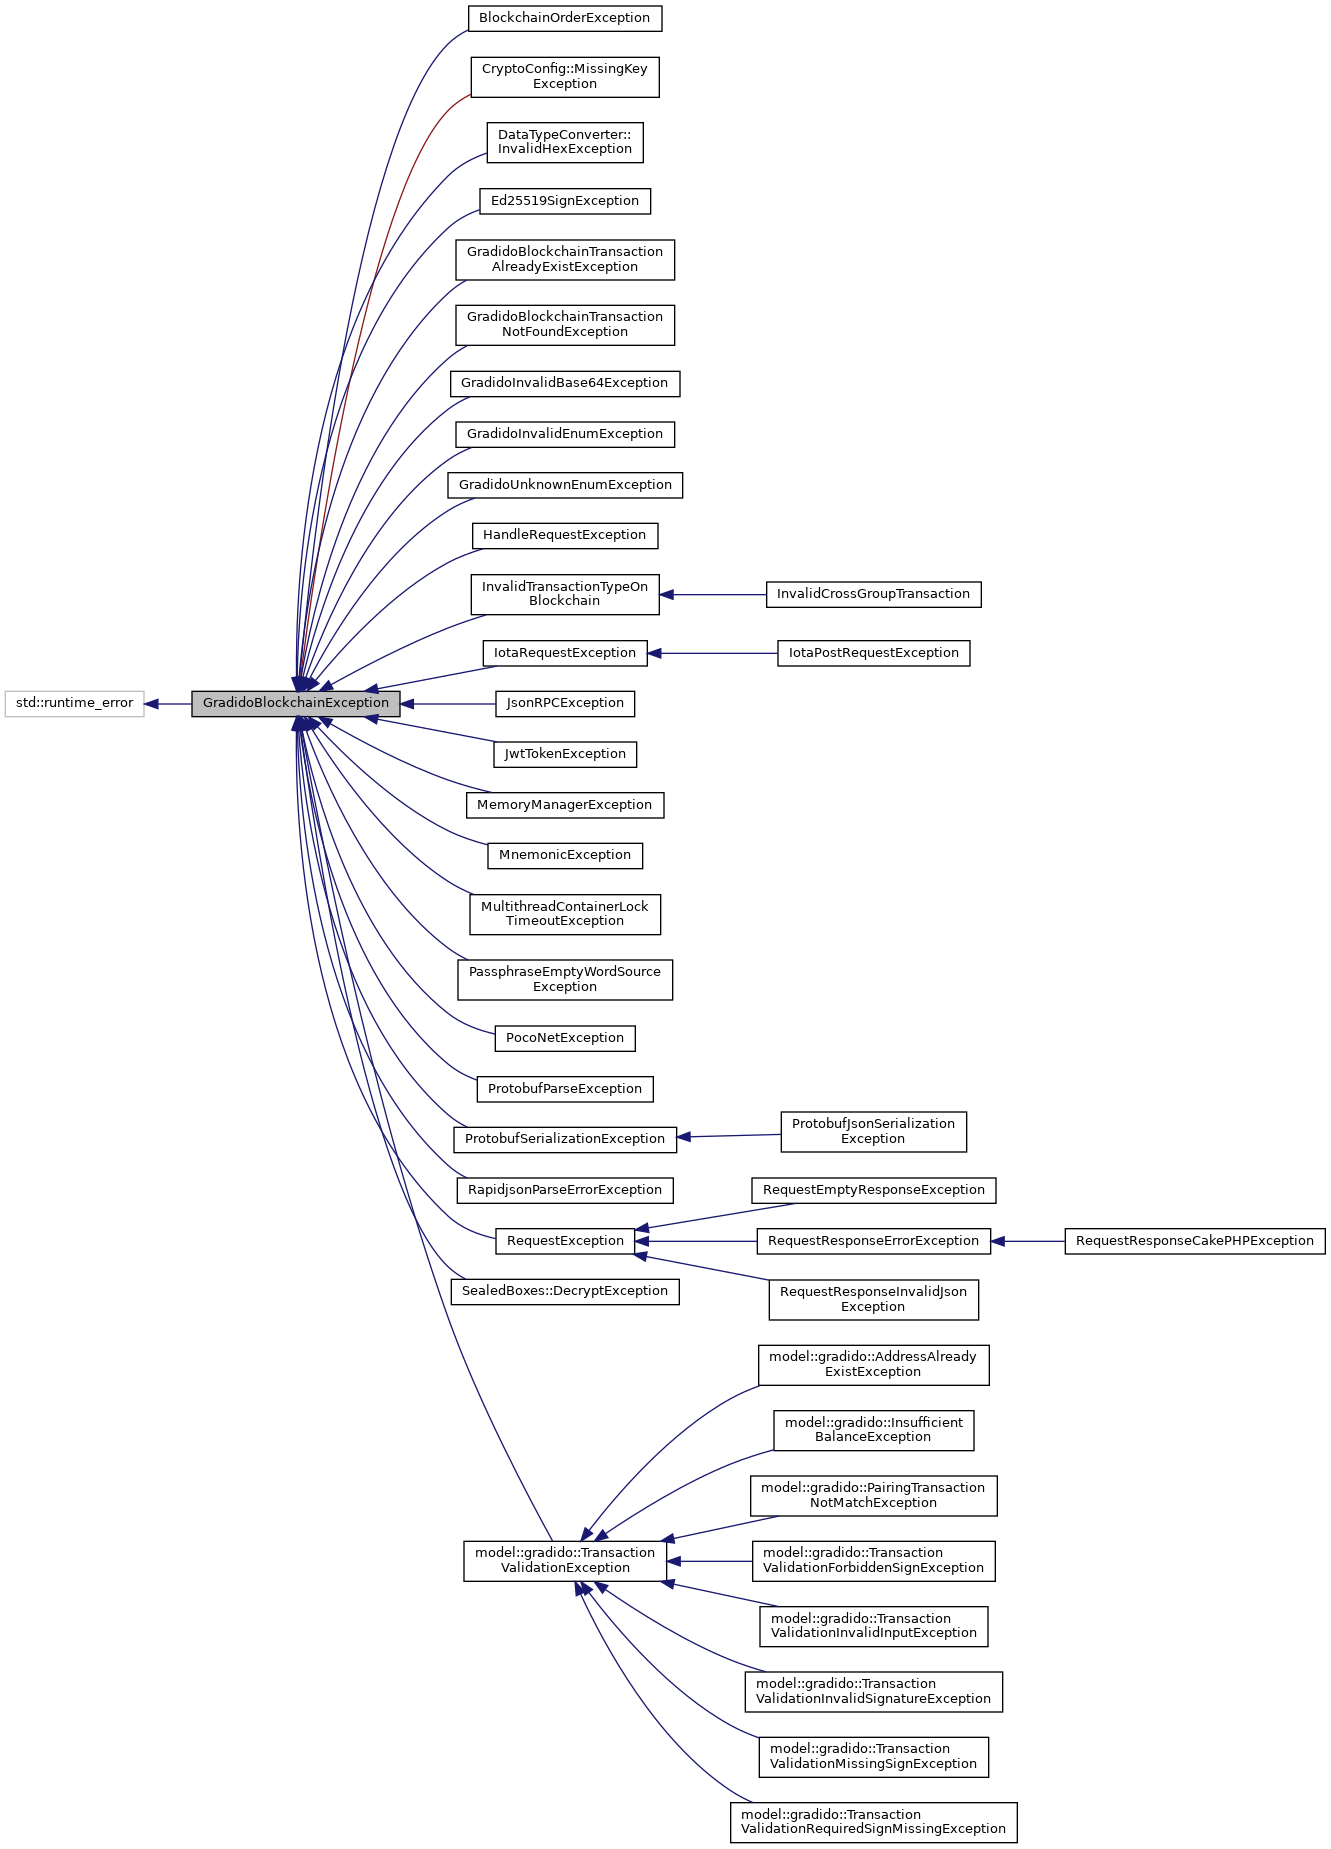 BlockchainOrderException
CryptoConfig::MissingKey
Exception
DataTypeConverter::
InvalidHexException
Ed25519SignException
GradidoBlockchainTransaction
AlreadyExistException
GradidoBlockchainTransaction
NotFoundException
GradidoInvalidBase64Exception
GradidoInvalidEnumException
GradidoUnknownEnumException
HandleRequestException
InvalidTransactionTypeOn
Blockchain
InvalidCrossGroupTransaction
IotaRequestException
IotaPostRequestException
std::runtime_error
GradidoBlockchainException
JsonRPCException
JwtTokenException
MemoryManagerException
MnemonicException
MultithreadContainerLock
TimeoutException
PassphraseEmptyWordSource
Exception
PocoNetException
ProtobufParseException
ProtobufSerializationException
ProtobufJsonSerialization
Exception
RapidjsonParseErrorException
RequestEmptyResponseException
RequestException
RequestResponseErrorException
RequestResponseCakePHPException
SealedBoxes::DecryptException
RequestResponseInvalidJson
Exception
model::gradido::AddressAlready
ExistException
model::gradido::Insufficient
BalanceException
model::gradido::PairingTransaction
NotMatchException
model::gradido::Transaction
ValidationException
model::gradido::Transaction
ValidationForbiddenSignException
model::gradido::Transaction
ValidationInvalidInputException
model::gradido::Transaction
ValidationInvalidSignatureException
model::gradido::Transaction
ValidationMissingSignException
model::gradido::Transaction
ValidationRequiredSignMissingException